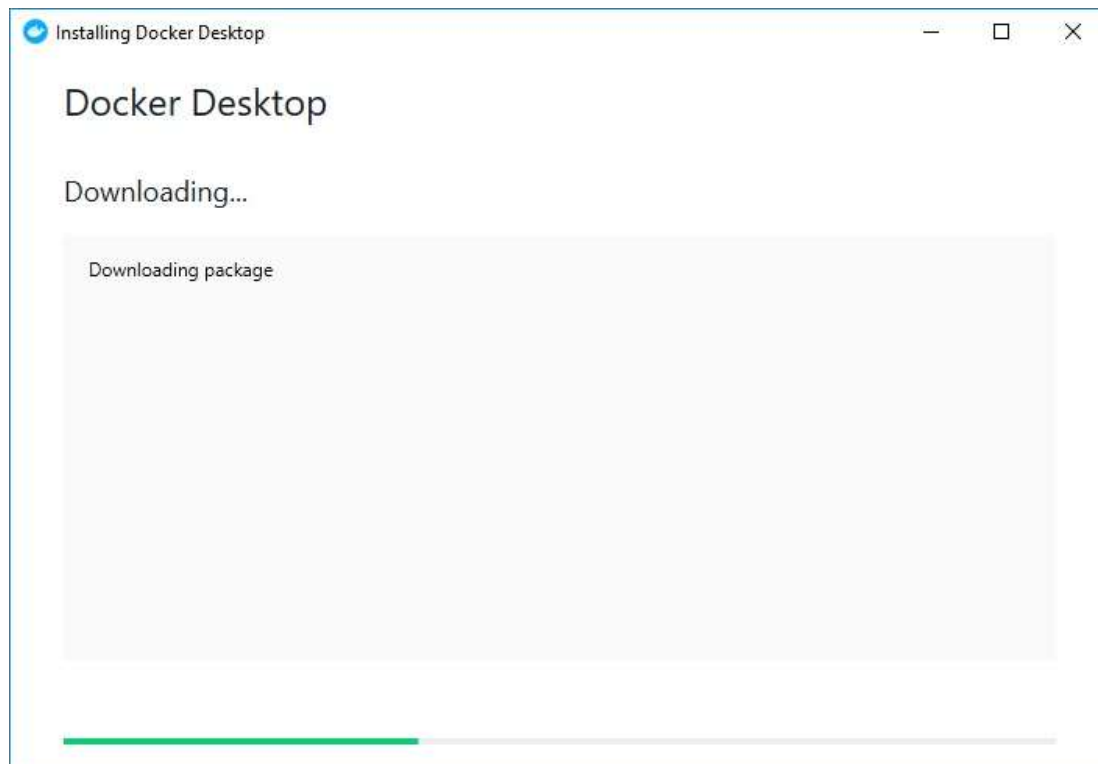 Installing Docker Desktop
Docker Desktop
Downloading...
Downloading package